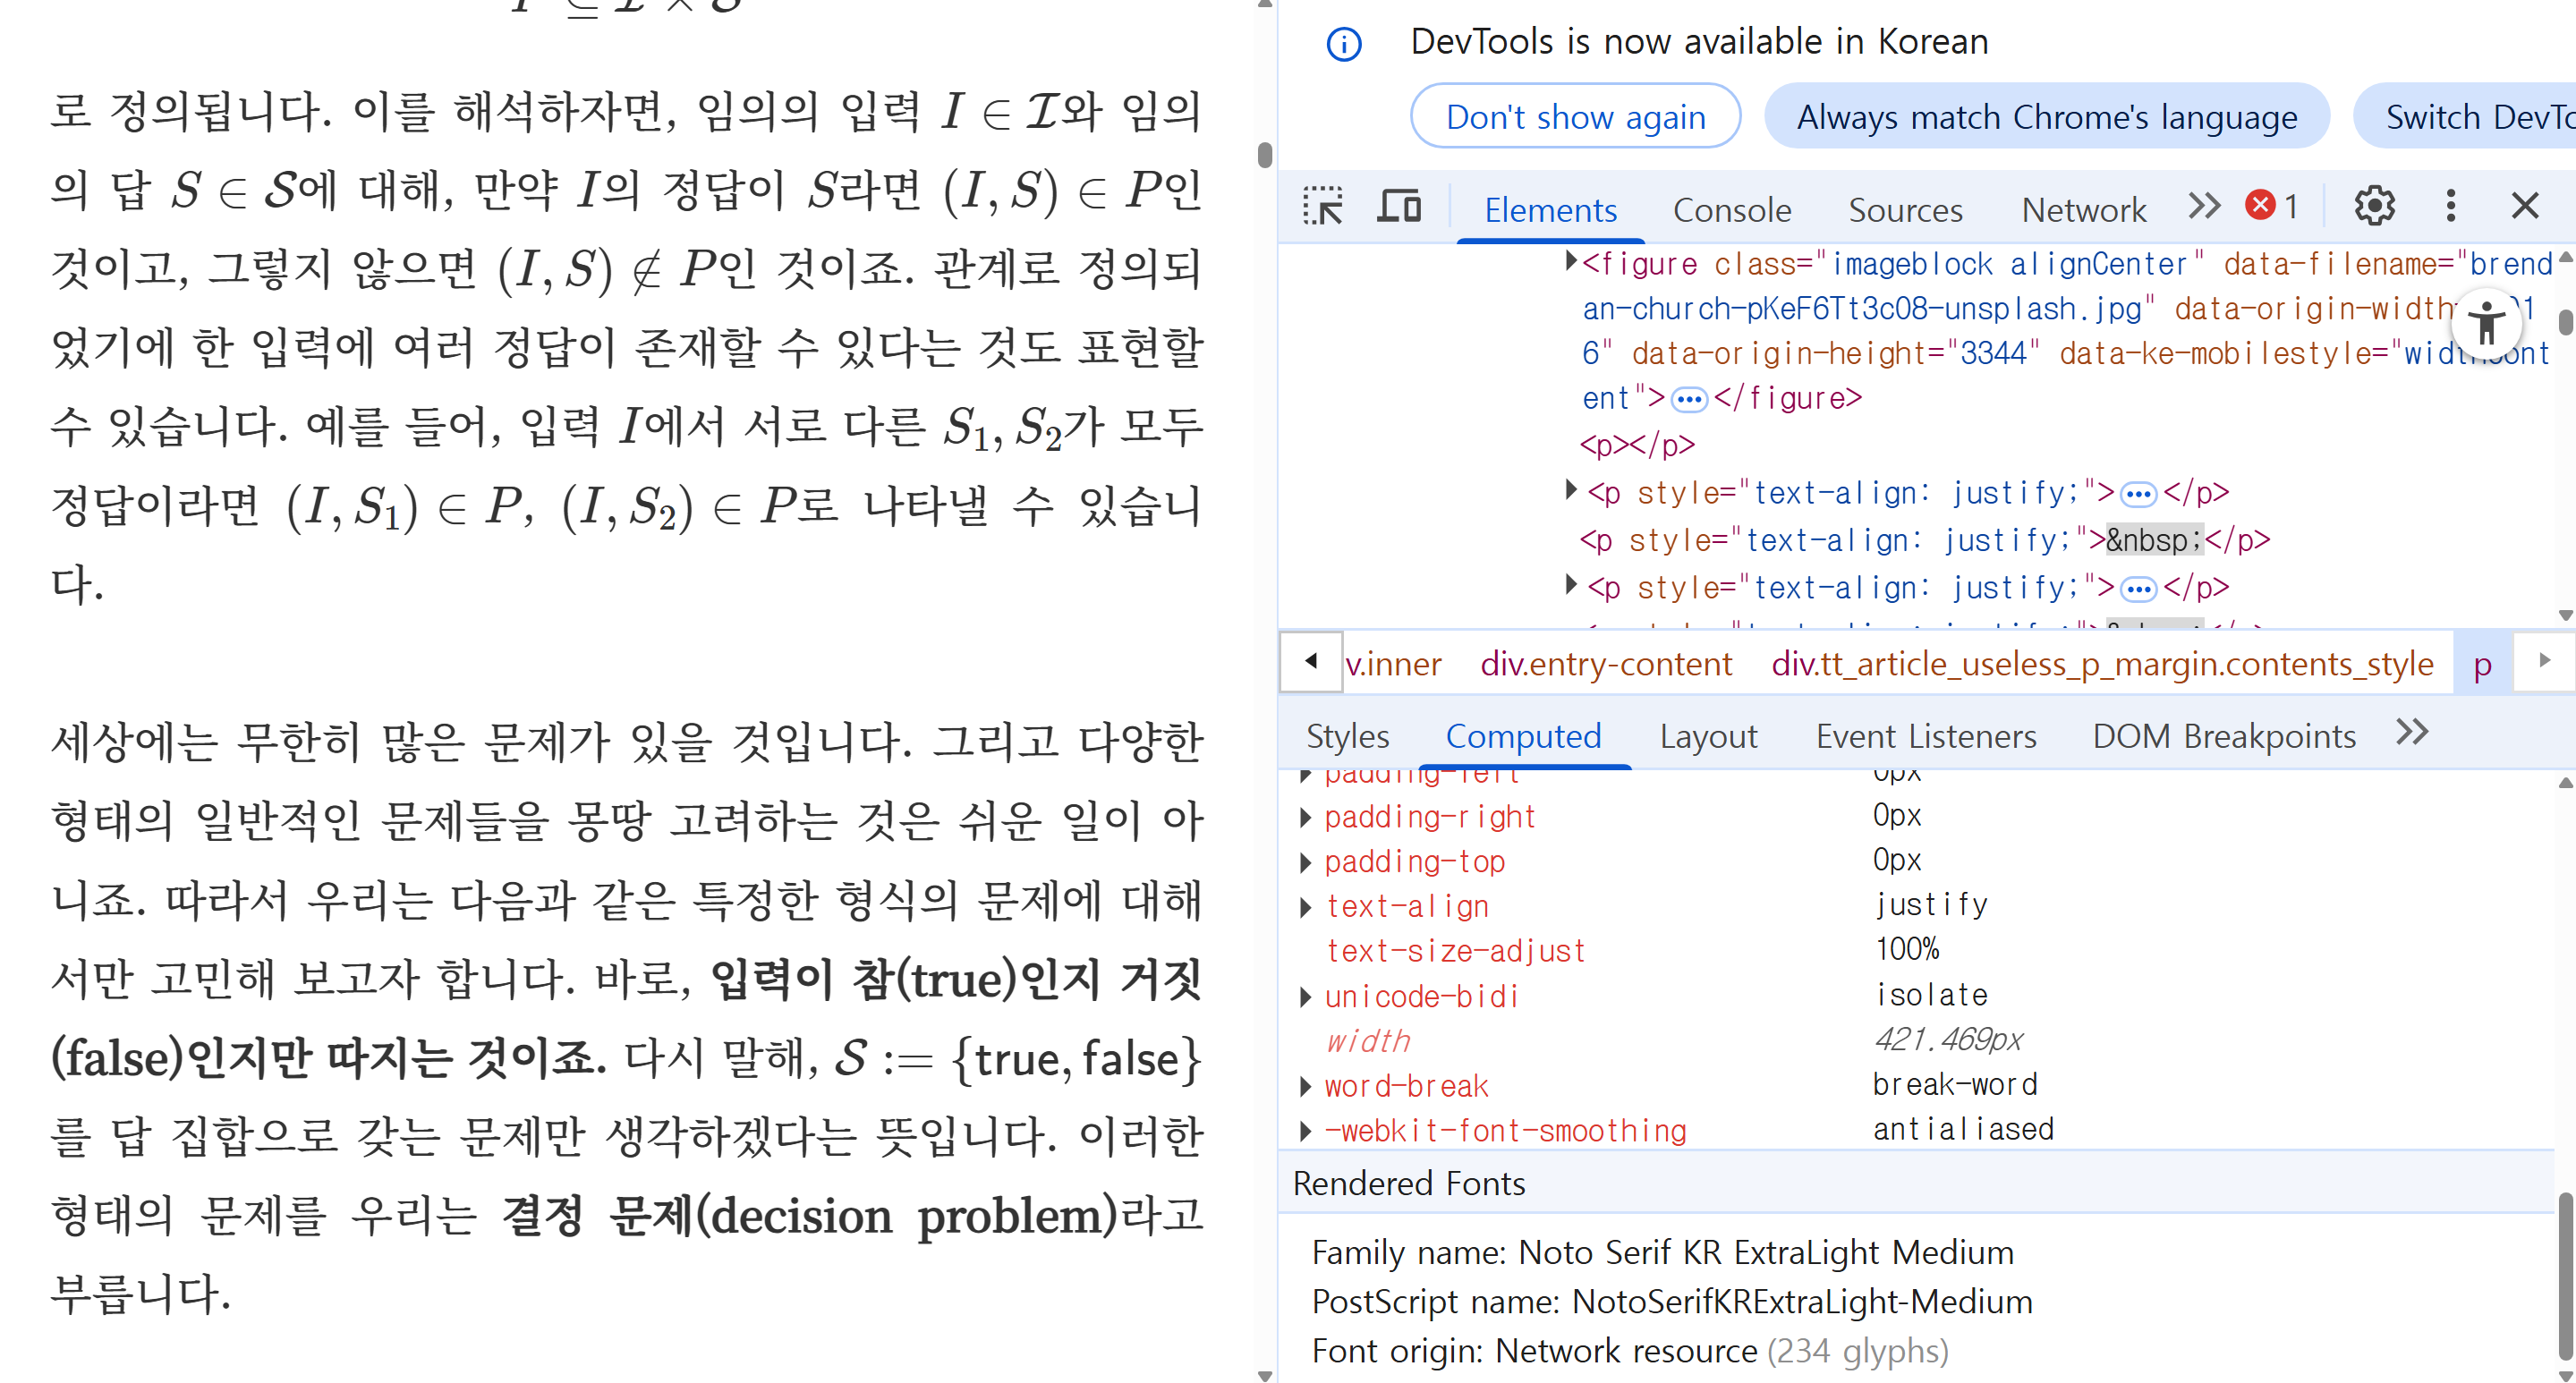 로 정의됩니다. 이를 해석하자면, 임의의 입력 I ∈ ℐ와 임의
의 답 S ∈ 𝒮에 대해, 만약 I의 정답이 S라면 (I, S) ∈ P인
것이고, 그렇지 않으면 (I, S) ∉ P인 것이죠. 관계로 정의되
었기에 한 입력에 여러 정답이 존재할 수 있다는 것도 표현할
수 있습니다. 예를 들어, 입력 I에서 서로 다른 S₁, S₂가 모두
정답이라면 (I, S₁) ∈ P, (I, S₂) ∈ P로 나타낼 수 있습니
다.
세상에는 무한히 많은 문제가 있을 것입니다. 그리고 다양한
형태의 일반적인 문제들을 몽땅 고려하는 것은 쉬운 일이 아
니죠. 따라서 우리는 다음과 같은 특정한 형식의 문제에 대해
서만 고민해 보고자 합니다. 바로, 입력이 참(true)인지 거짓
(false)인지만 따지는 것이죠. 다시 말해, 𝒮 := {true, false}
를 답 집합으로 갖는 문제만 생각하겠다는 뜻입니다. 이러한
형태의 문제를 우리는 결정 문제(decision problem)라고
부릅니다.
DevTools is now available in Korean
Don't show again Always match Chrome's language Switch DevTo
Elements Console Sources Network 1
<figure class="imageblock alignCenter" data-filename="brend
an-church-pKeF6Tt3c08-unsplash.jpg" data-origin-width
6" data-origin-height="3344" data-ke-mobilestyle="widthCont
ent">…</figure>
<p></p>
<p style="text-align: justify;">…</p>
<p style="text-align: justify;">&nbsp;</p>
<p style="text-align: justify;">…</p>
v.inner div.entry-content div.tt_article_useless_p_margin.contents_style p
Styles Computed Layout Event Listeners DOM Breakpoints
padding-left 0px
padding-right 0px
padding-top 0px
text-align justify
text-size-adjust 100%
unicode-bidi isolate
width 421.469px
word-break break-word
-webkit-font-smoothing antialiased
Rendered Fonts
Family name: Noto Serif KR ExtraLight Medium
PostScript name: NotoSerifKRExtraLight-Medium
Font origin: Network resource (234 glyphs)